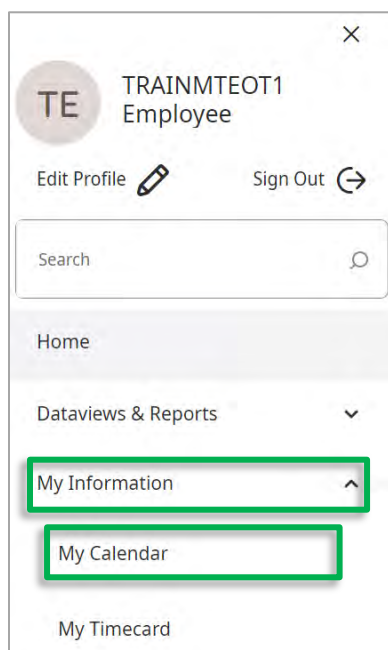 TE
TRAINMTEOT1
Employee
Edit Profile
Sign Out
Search
Home
Dataviews & Reports
My Information
My Calendar
My Timecard